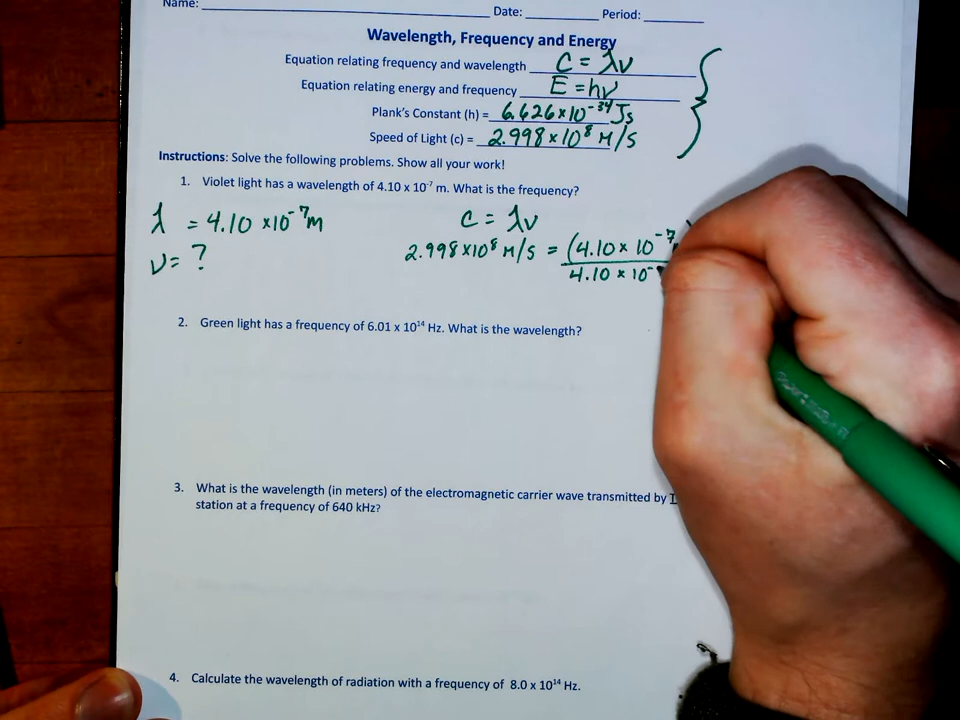 Name: Date: Period:
Wavelength, Frequency and Energy
Equation relating frequency and wavelength C = λν
Equation relating energy and frequency E = hν
Plank's Constant (h) = 6.626 x 10⁻³⁴ Js
Speed of Light (c) = 2.998 x 10⁸ M/S
Instructions: Solve the following problems. Show all your work!
1. Violet light has a wavelength of 4.10 x 10⁻⁷ m. What is the frequency?
λ = 4.10 x10⁻⁷m C = λν
ν= ? 2.998x10⁸ M/S = (4.10 x 10⁻⁷
4.10 x 10⁻
2. Green light has a frequency of 6.01 x 10¹⁴ Hz. What is the wavelength?
3. What is the wavelength (in meters) of the electromagnetic carrier wave transmitted by
station at a frequency of 640 kHz?
4. Calculate the wavelength of radiation with a frequency of 8.0 x 10¹⁴ Hz.